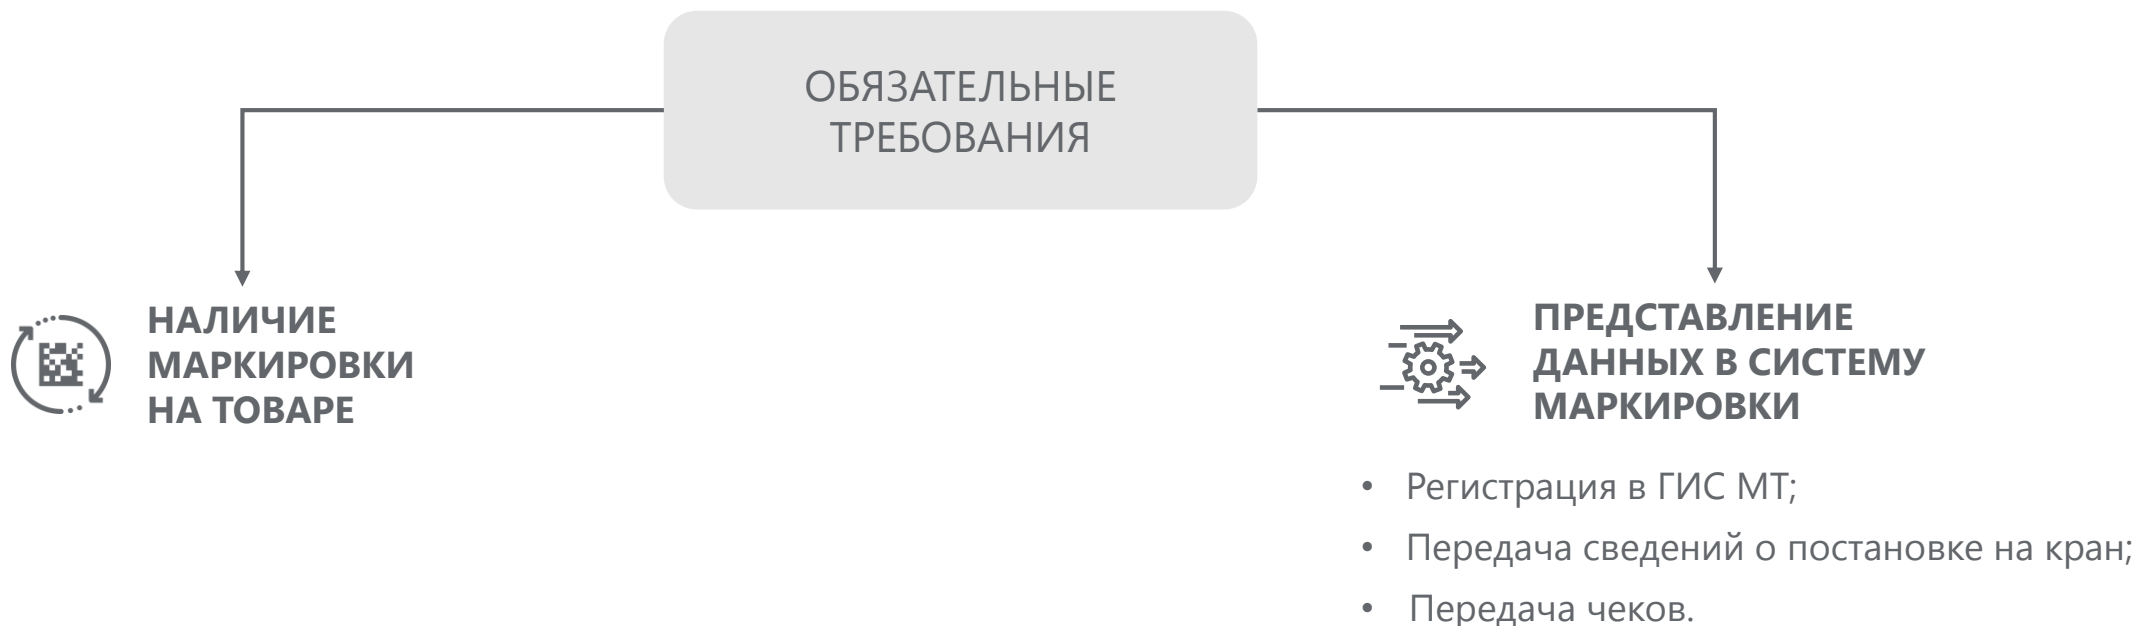 ОБЯЗАТЕЛЬНЫЕ
ТРЕБОВАНИЯ
НАЛИЧИЕ
МАРКИРОВКИ
НА ТОВАРЕ
ПРЕДСТАВЛЕНИЕ
ДАННЫХ В СИСТЕМУ
МАРКИРОВКИ
• Регистрация в ГИС МТ;
• Передача сведений о постановке на кран;
• Передача чеков.